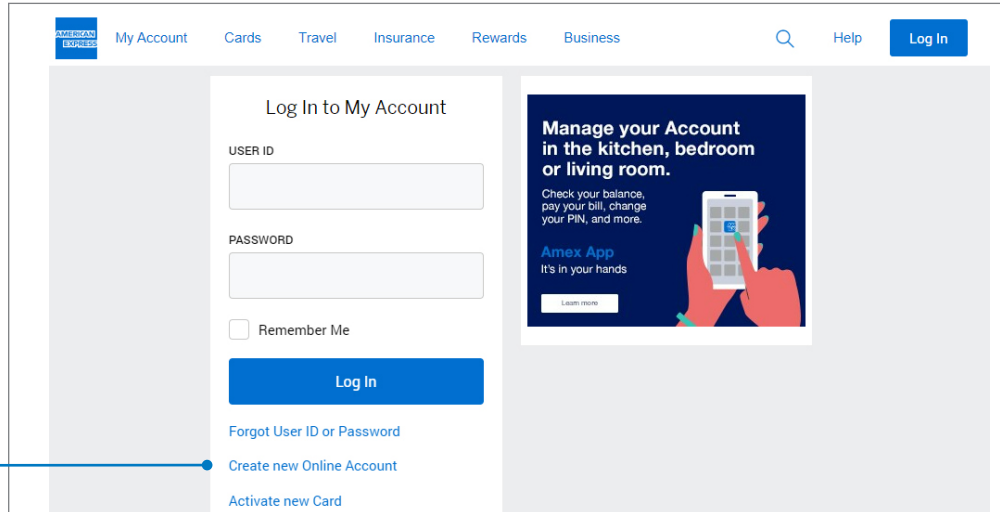 AMERICAN
EXPRESS
My Account Cards Travel Insurance Rewards Business Help Log In
Log In to My Account
USER ID
PASSWORD
Remember Me
Log In
Forgot User ID or Password
Create new Online Account
Activate new Card
Manage your Account
in the kitchen, bedroom
or living room.
Check your balance,
pay your bill, change
your PIN, and more.
Amex App
It's in your hands
Learn more